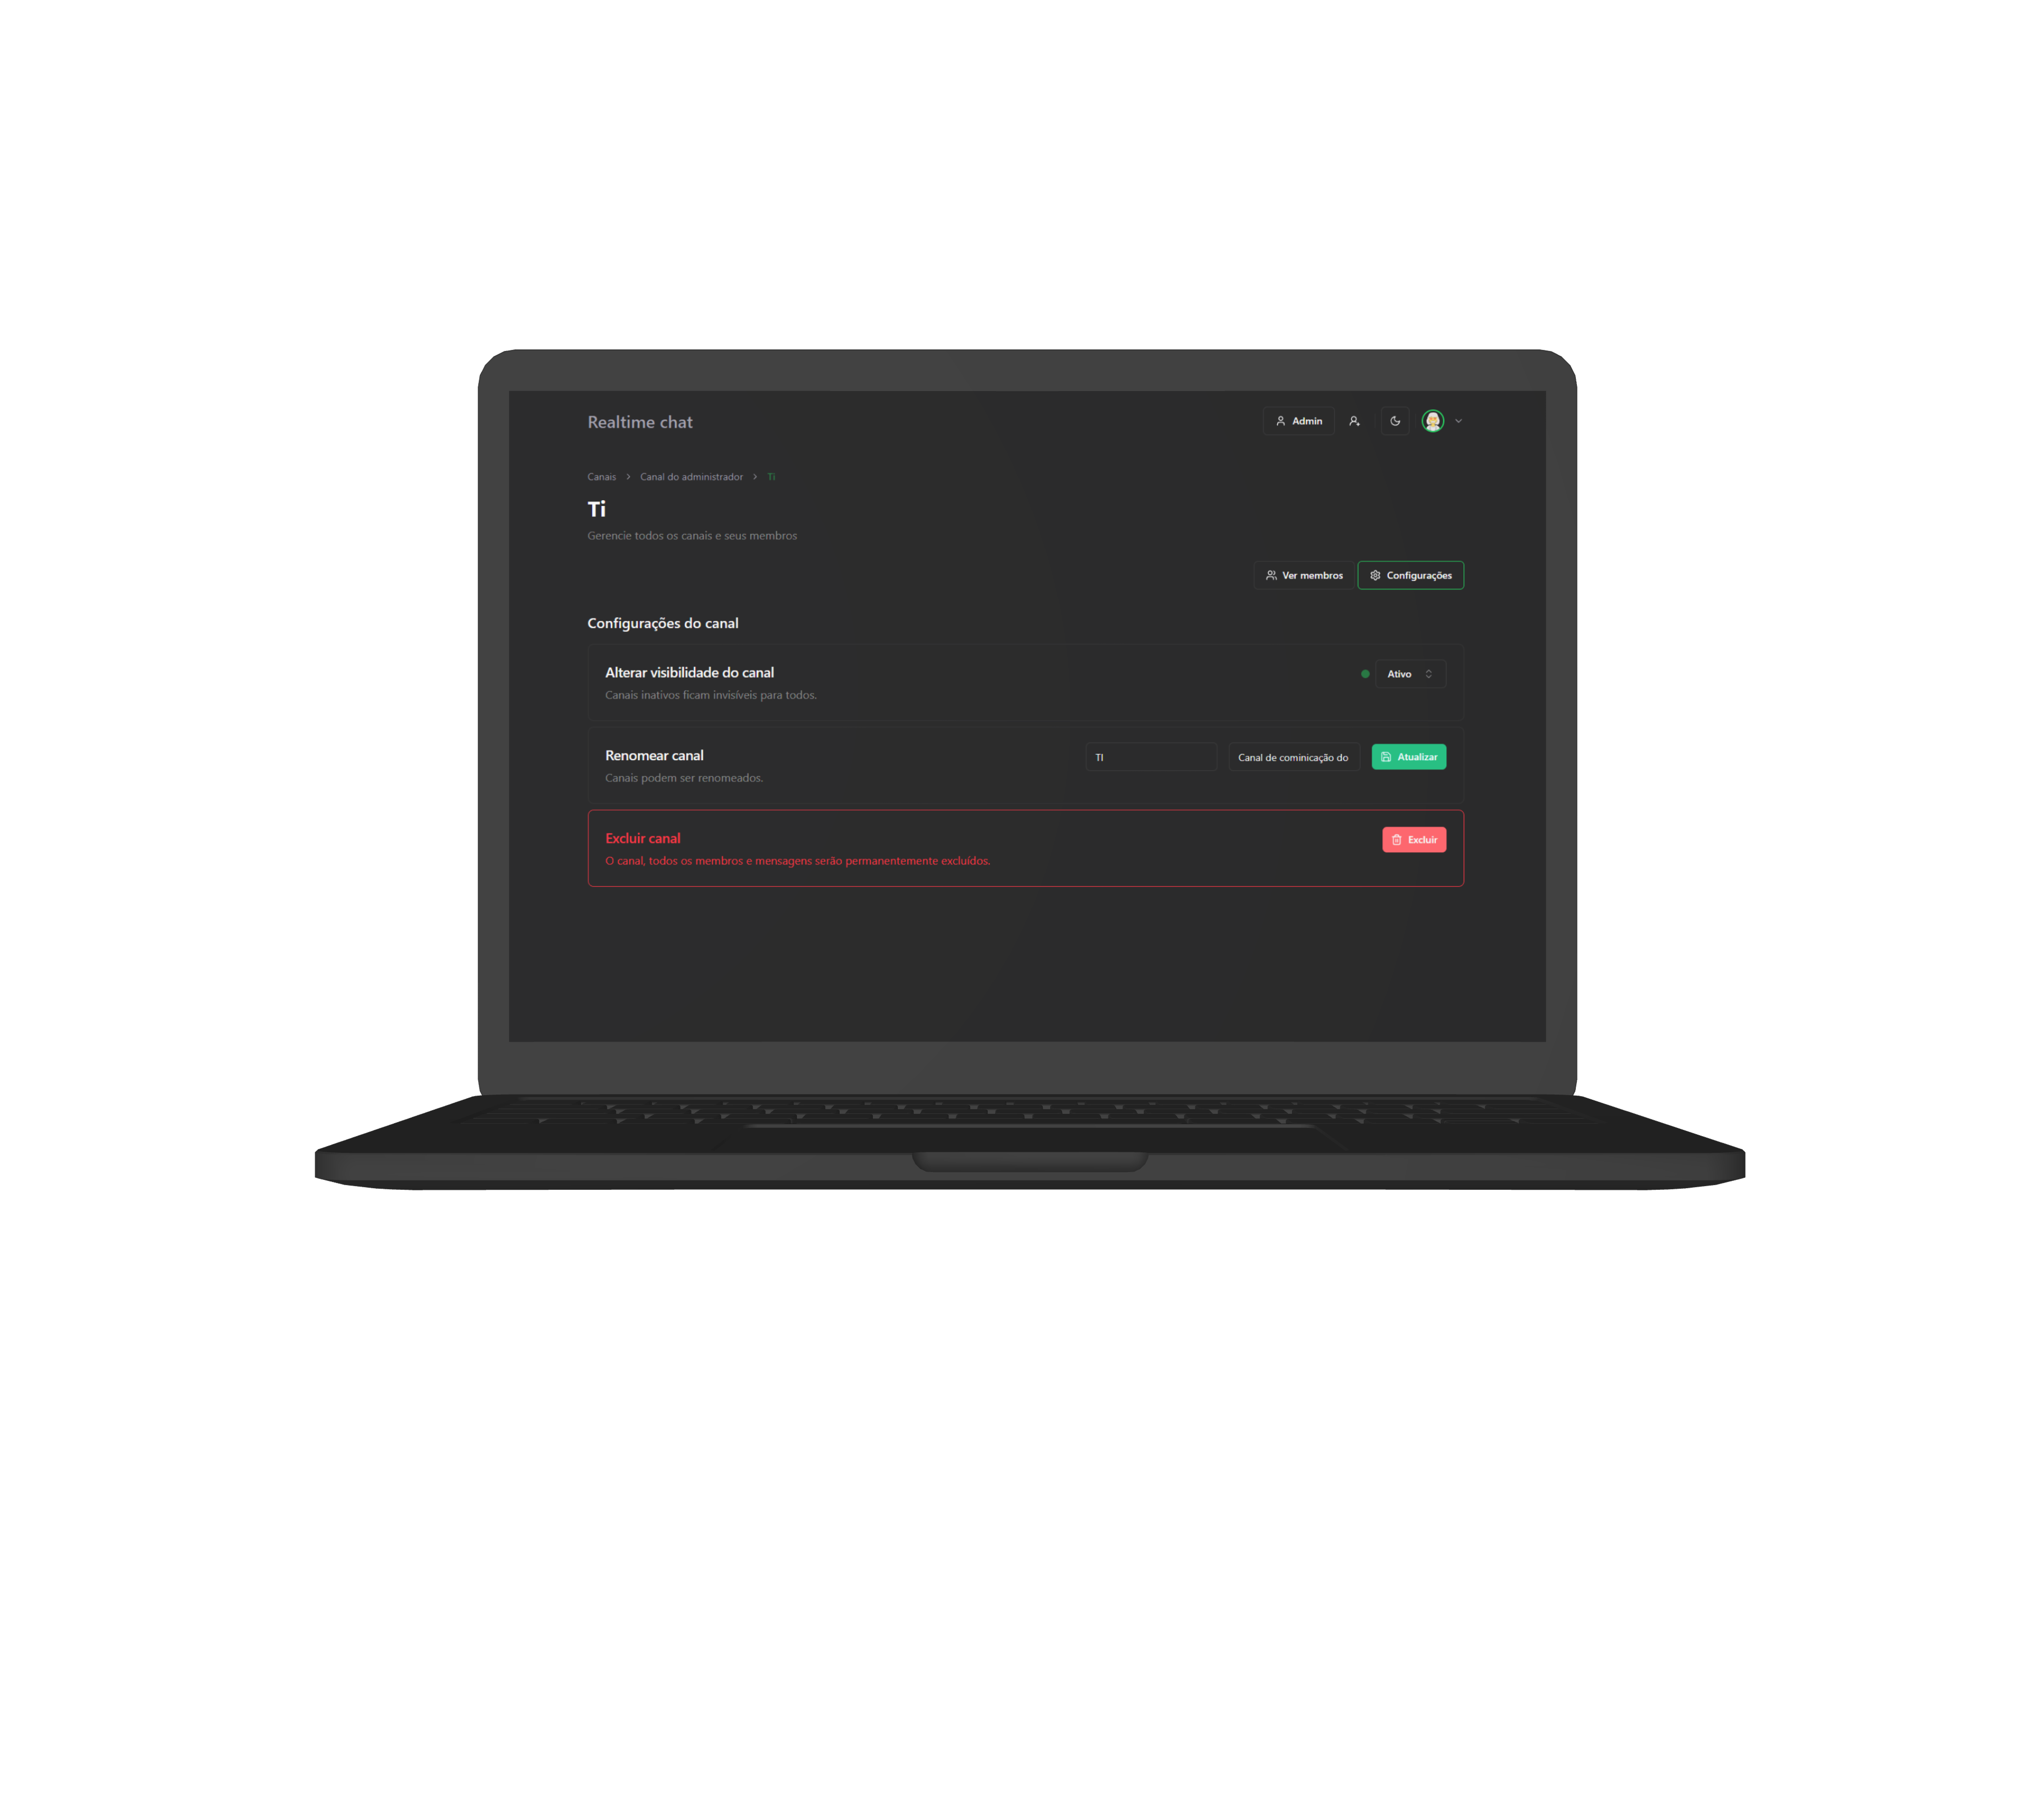 Realtime chat
Admin
Canais > Canal do administrador > Ti
Ti
Gerencie todos os canais e seus membros
Ver membros
Configurações
Configurações do canal
Alterar visibilidade do canal
Canais inativos ficam invisíveis para todos.
Ativo
Renomear canal
Canais podem ser renomeados.
TI
Canal de cominicação do
Atualizar
Excluir canal
O canal, todos os membros e mensagens serão permanentemente excluídos.
Excluir